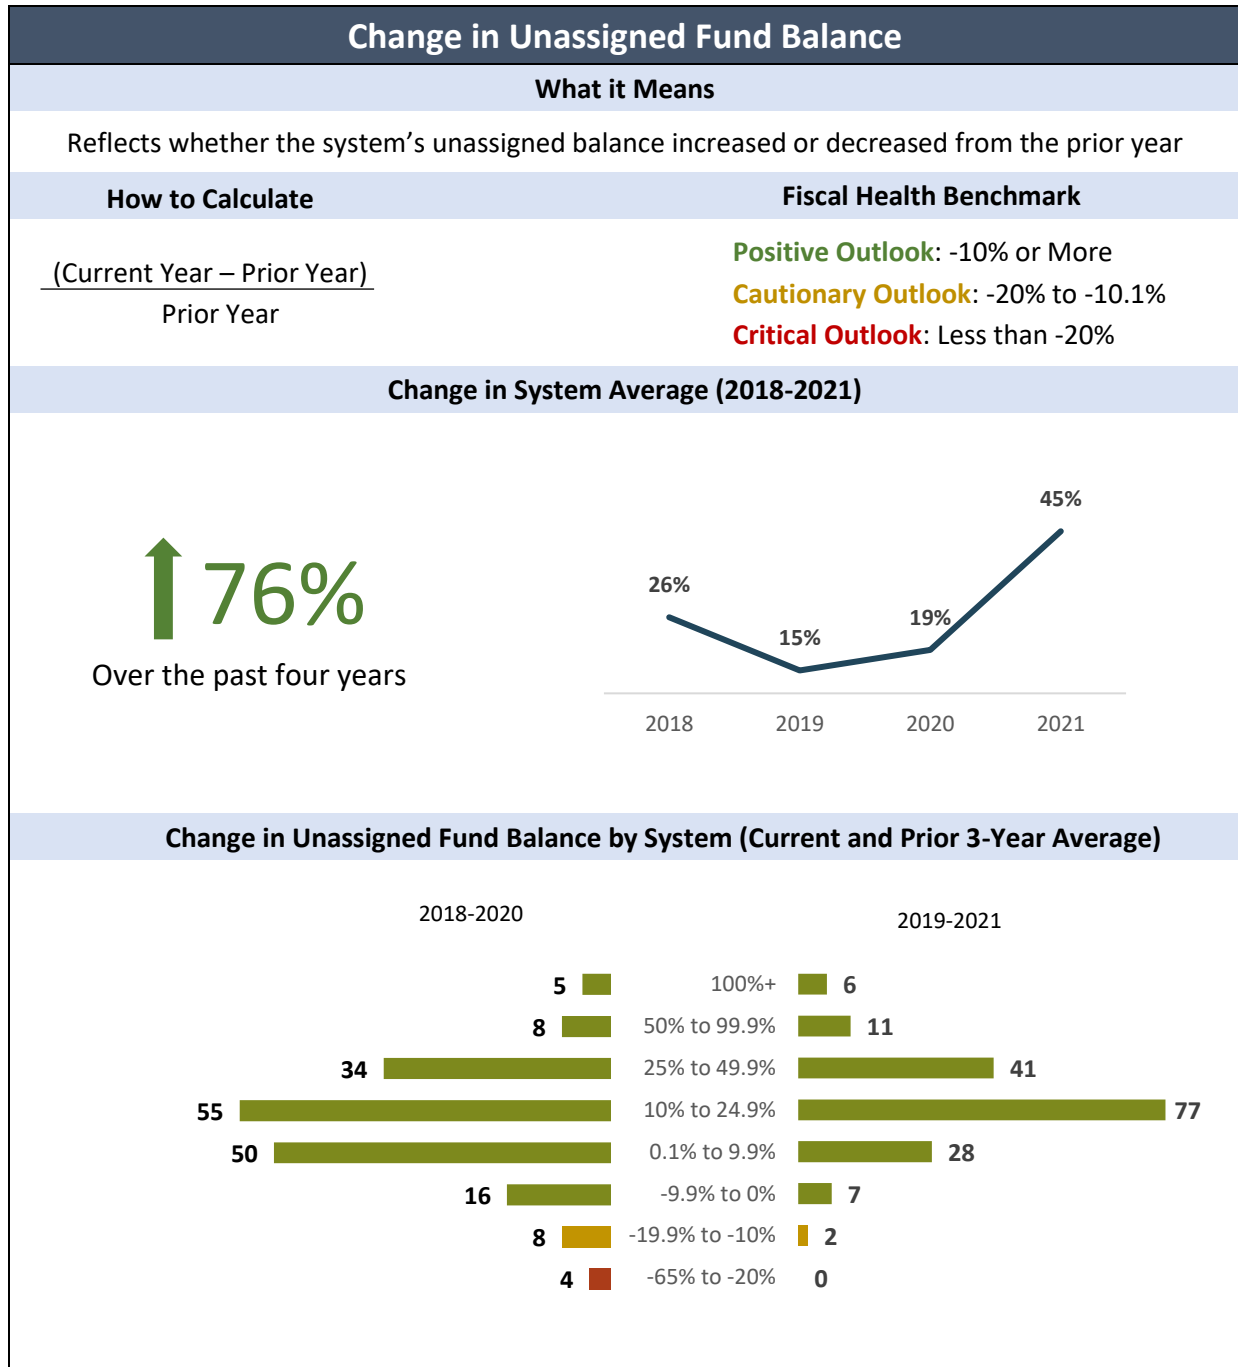 Change in Unassigned Fund Balance
What it Means
Reflects whether the system's unassigned balance increased or decreased from the prior year
How to Calculate
Fiscal Health Benchmark
(Current Year – Prior Year)
Prior Year
Positive Outlook: -10% or More
Cautionary Outlook: -20% to -10.1%
Critical Outlook: Less than -20%
Change in System Average (2018-2021)
76%
Over the past four years
26%
15%
19%
45%
2018 2019 2020 2021
Change in Unassigned Fund Balance by System (Current and Prior 3-Year Average)
2018-2020
2019-2021
5 100%+ 6
8 50% to 99.9% 11
34 25% to 49.9% 41
55 10% to 24.9% 77
50 0.1% to 9.9% 28
16 -9.9% to 0% 7
8 -19.9% to -10% 2
4 -65% to -20% 0